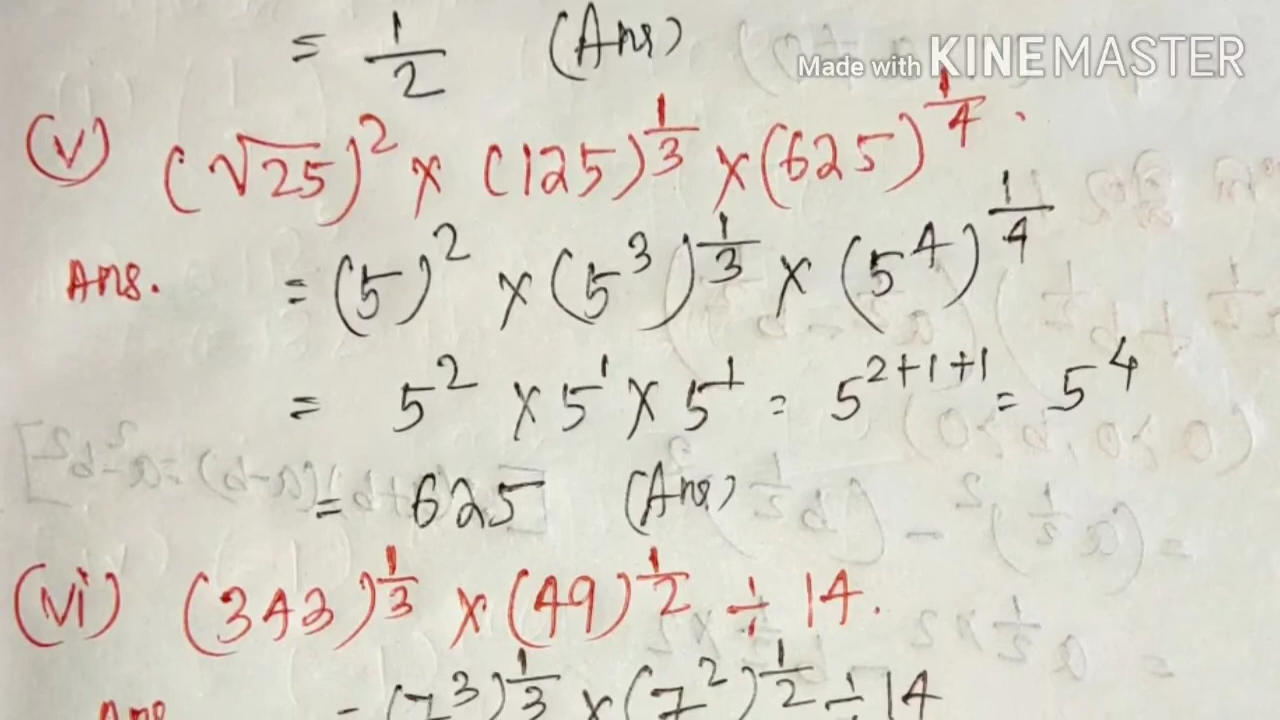 = 1/2 (Ans)
Made with KINEMASTER
(v) (√25)² × (125)^(1/3) × (625)^(1/4).
Ans. = (5)² × (5³)^(1/3) × (5⁴)^(1/4)
= 5² × 5¹ × 5¹ = 5^(2+1+1) = 5⁴
= 625 (Ans)
(vi) (343)^(1/3) × (49)^(1/2) ÷ 14.
Ans = (7³)^(1/3) × (7²)^(1/2) ÷ 14